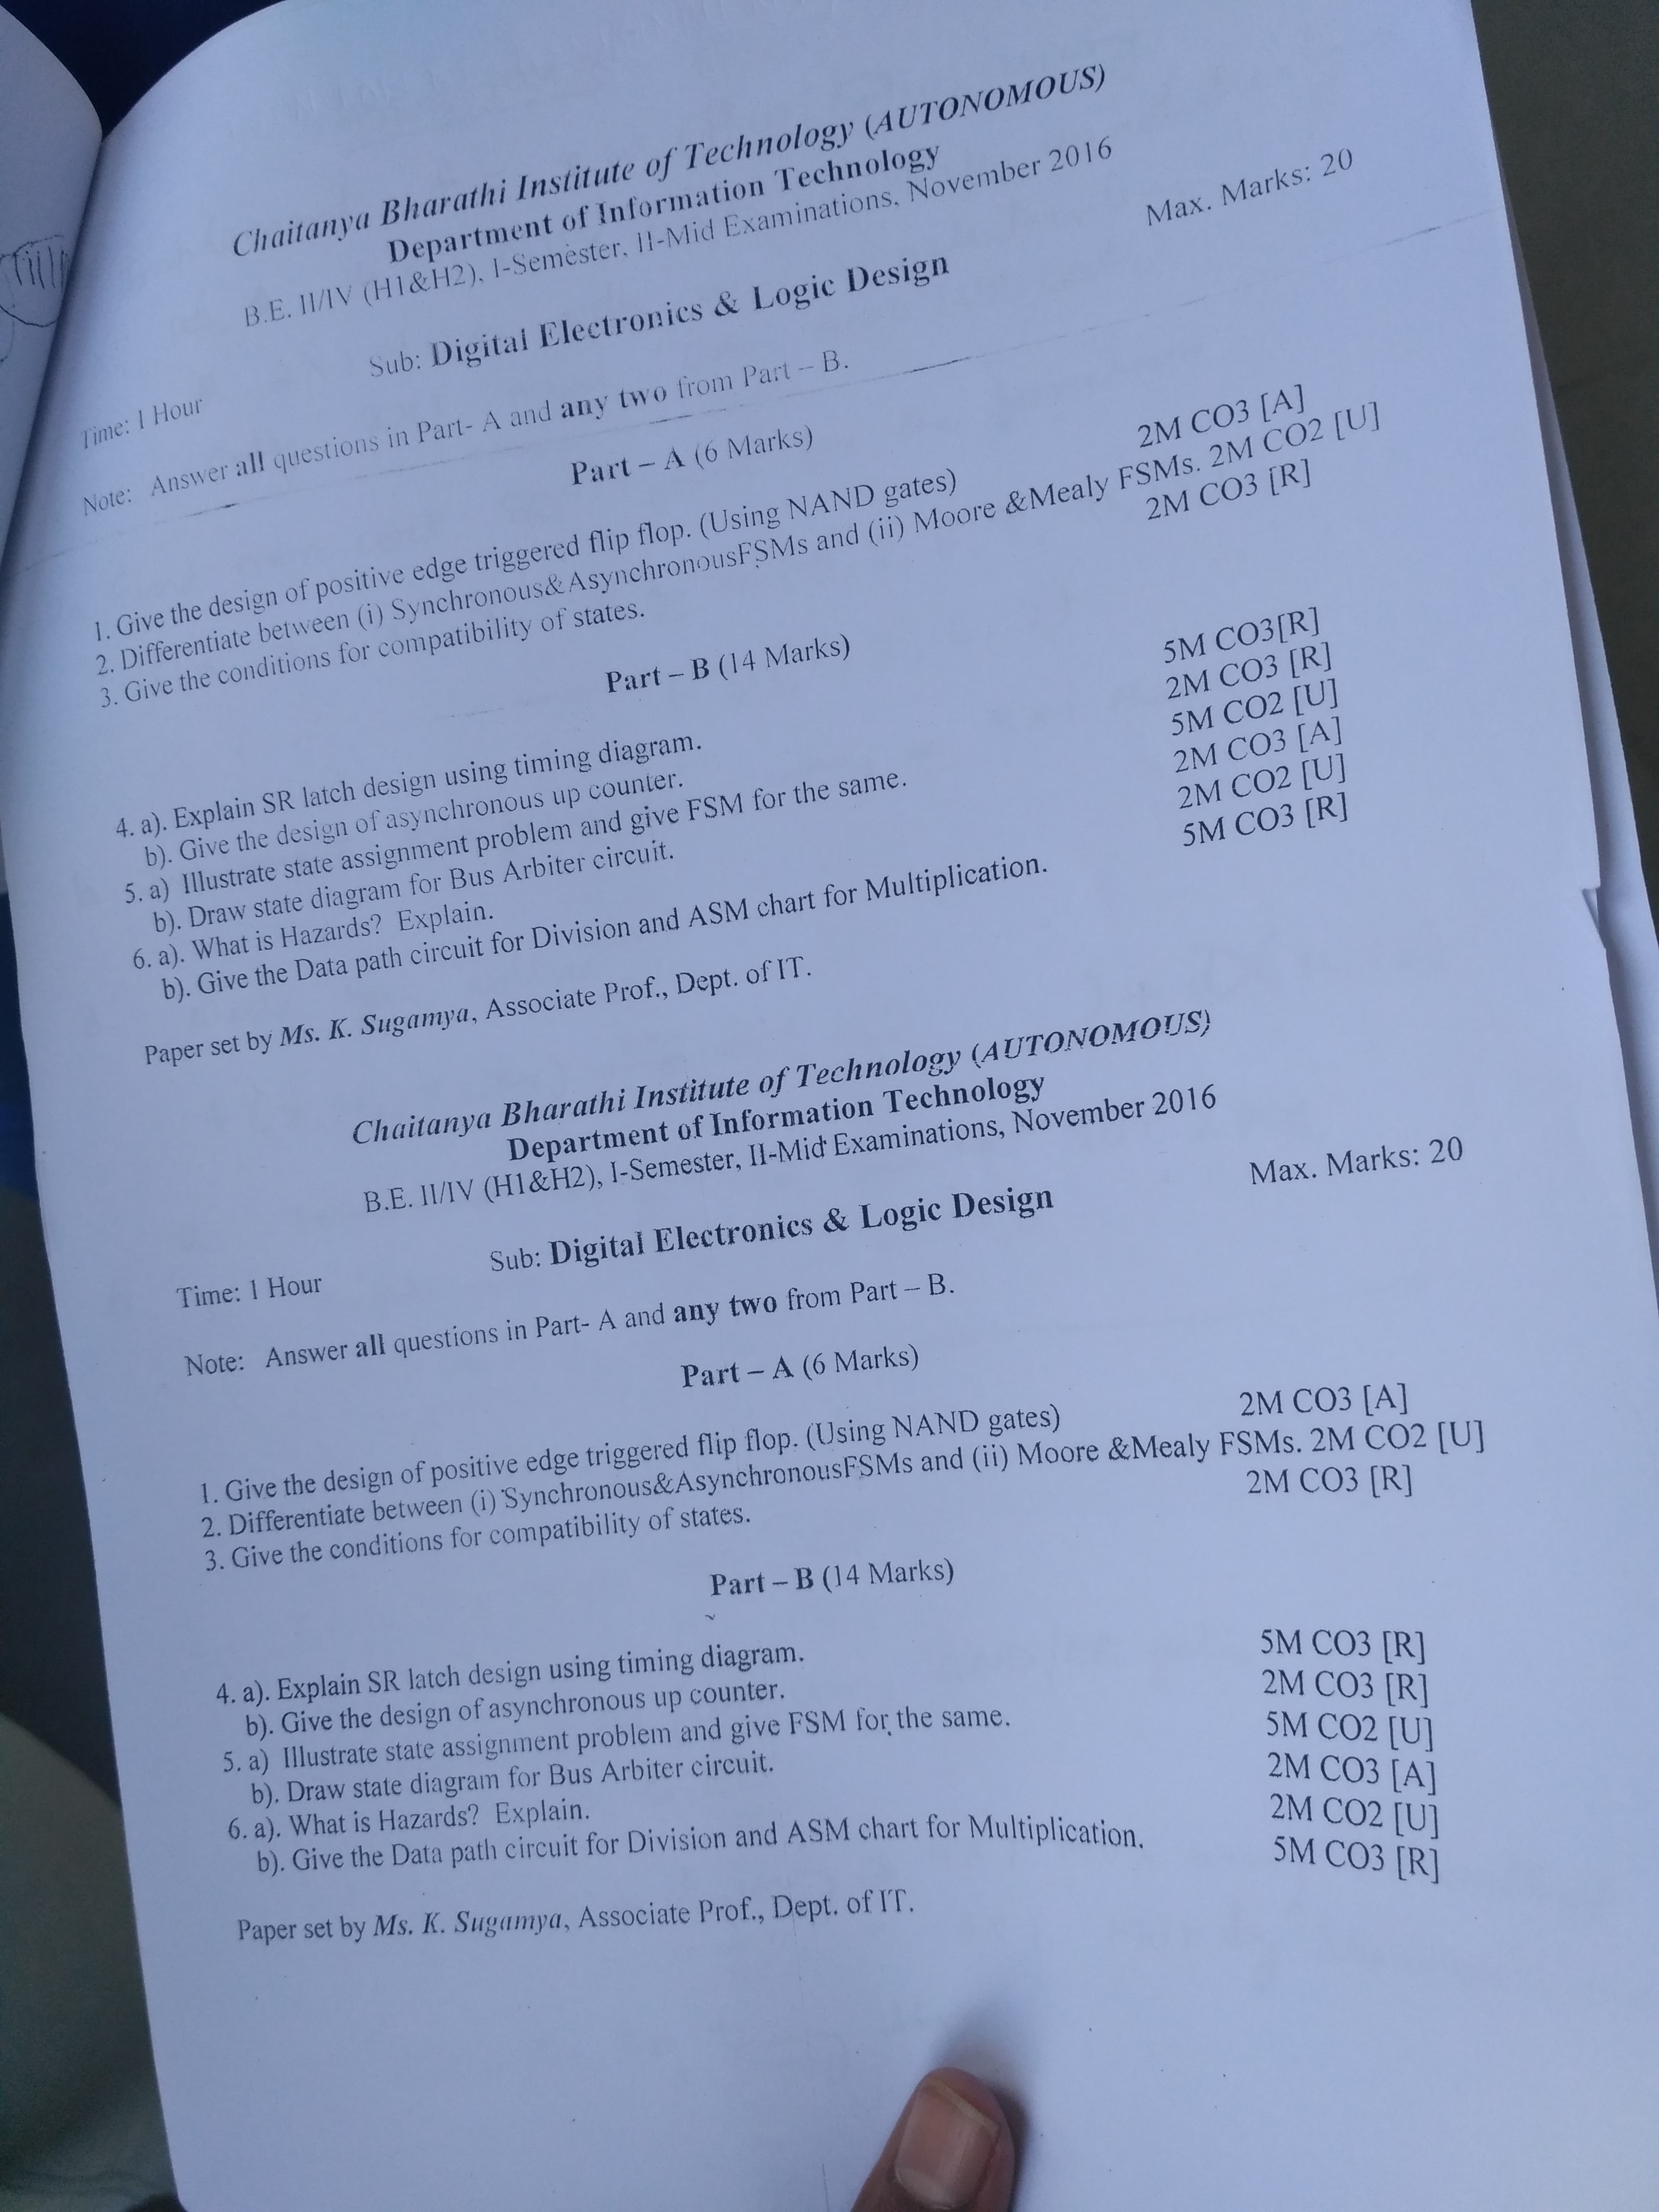 Chaitanya Bharathi Institute of Technology (AUTONOMOUS)
Department of Information Technology
B.E. II/IV (H1&H2), I-Semester, II-Mid Examinations, November 2016
Max. Marks: 20
Sub: Digital Electronics & Logic Design
Time: 1 Hour
Note: Answer all questions in Part- A and any two from Part – B.
Part – A (6 Marks)
1. Give the design of positive edge triggered flip flop. (Using NAND gates) 2M CO3 [A]
2. Differentiate between (i) Synchronous&AsynchronousFSMs and (ii) Moore &Mealy FSMs. 2M CO2 [U]
3. Give the conditions for compatibility of states. 2M CO3 [R]
Part – B (14 Marks)
4. a). Explain SR latch design using timing diagram. 5M CO3[R]
b). Give the design of asynchronous up counter. 2M CO3 [R]
5. a) Illustrate state assignment problem and give FSM for the same. 5M CO2 [U]
b). Draw state diagram for Bus Arbiter circuit. 2M CO3 [A]
6. a). What is Hazards? Explain. 2M CO2 [U]
b). Give the Data path circuit for Division and ASM chart for Multiplication. 5M CO3 [R]
Paper set by Ms. K. Sugamya, Associate Prof., Dept. of IT.
Chaitanya Bharathi Institute of Technology (AUTONOMOUS)
Department of Information Technology
B.E. II/IV (H1&H2), I-Semester, II-Mid Examinations, November 2016
Max. Marks: 20
Sub: Digital Electronics & Logic Design
Time: 1 Hour
Note: Answer all questions in Part- A and any two from Part – B.
Part – A (6 Marks)
1. Give the design of positive edge triggered flip flop. (Using NAND gates) 2M CO3 [A]
2. Differentiate between (i) Synchronous&AsynchronousFSMs and (ii) Moore &Mealy FSMs. 2M CO2 [U]
3. Give the conditions for compatibility of states. 2M CO3 [R]
Part – B (14 Marks)
4. a). Explain SR latch design using timing diagram. 5M CO3 [R]
b). Give the design of asynchronous up counter. 2M CO3 [R]
5. a) Illustrate state assignment problem and give FSM for the same. 5M CO2 [U]
b). Draw state diagram for Bus Arbiter circuit. 2M CO3 [A]
6. a). What is Hazards? Explain. 2M CO2 [U]
b). Give the Data path circuit for Division and ASM chart for Multiplication. 5M CO3 [R]
Paper set by Ms. K. Sugamya, Associate Prof., Dept. of IT.